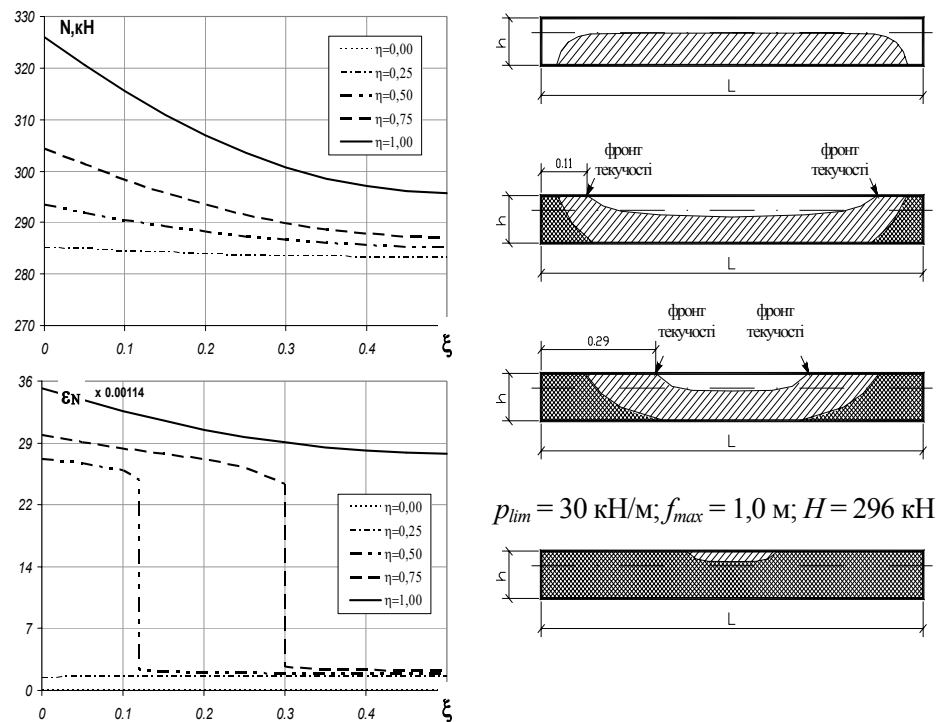 N,кН
330
320
310
300
290
280
270
0
0.1
0.2
0.3
0.4
ξ
η=0,00
η=0,25
η=0,50
η=0,75
η=1,00
εN
x 0.00114
36
29
22
14
7
0
0
0.1
0.2
0.3
0.4
ξ
η=0,00
η=0,25
η=0,50
η=0,75
η=1,00
h
L
фронт
текучості
фронт
текучості
0.11
h
L
фронт
текучості
фронт
текучості
0.29
h
L
plim = 30 кН/м; fmax = 1,0 м; H = 296 кН
h
L